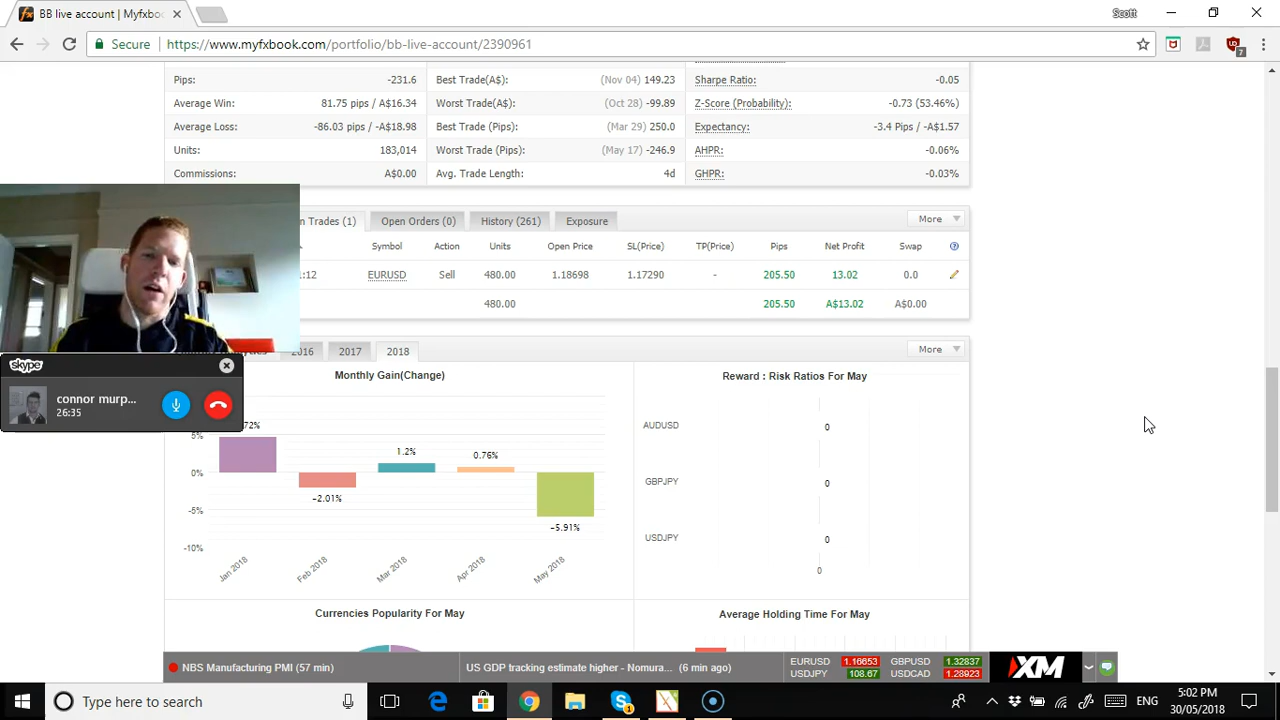 BB live account | Myfxboo
Scott
Secure
https://www.myfxbook.com/portfolio/bb-live-account/2390961
7
Pips: -231.6 Best Trade(A$): (Nov 04) 149.23 Sharpe Ratio: -0.05
Average Win: 81.75 pips / A$16.34 Worst Trade(A$): (Oct 28) -99.89 Z-Score (Probability): -0.73 (53.46%)
Average Loss: -86.03 pips / -A$18.98 Best Trade (Pips): (Mar 29) 250.0 Expectancy: -3.4 Pips / -A$1.57
Units: 183,014 Worst Trade (Pips): (May 17) -246.9 AHPR: -0.06%
Commissions: A$0.00 Avg. Trade Length: 4d GHPR: -0.03%
n Trades (1) Open Orders (0) History (261) Exposure More
Symbol Action Units Open Price SL(Price) TP(Price) Pips Net Profit Swap
:12 EURUSD Sell 480.00 1.18698 1.17290 - 205.50 13.02 0.0
480.00 205.50 A$13.02 A$0.00
2016 2017 2018 More
skype
connor murp...
26:35
Monthly Gain(Change)
72%
5%
0%
-5%
-10%
-2.01%
1.2%
0.76%
-5.91%
Jan 2018 Feb 2018 Mar 2018 Apr 2018 May 2018
Reward : Risk Ratios For May
AUDUSD 0
GBPJPY 0
USDJPY 0
0
Currencies Popularity For May
Average Holding Time For May
NBS Manufacturing PMI (57 min)
US GDP tracking estimate higher - Nomura... (6 min ago)
EURUSD 1.16653 GBPUSD 1.32837
USDJPY 108.67 USDCAD 1.28923
XM
Type here to search
ENG
5:02 PM
30/05/2018